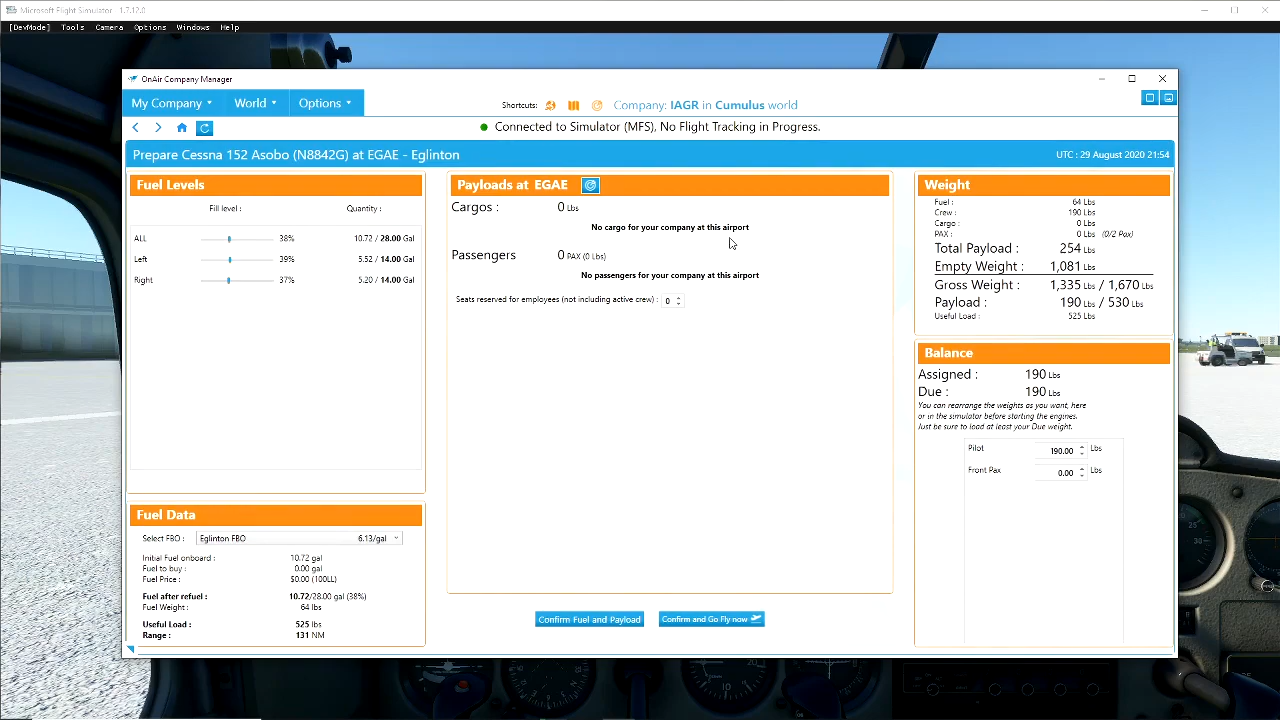 Microsoft Flight Simulator - 1.7.12.0
[DevMode] Tools Camera Options Windows Help
OnAir Company Manager
My Company World Options
Shortcuts: Company: IAGR in Cumulus world
Connected to Simulator (MFS), No Flight Tracking in Progress.
Prepare Cessna 152 Asobo (N8842G) at EGAE - Eglinton
UTC : 29 August 2020 21:54
Fuel Levels
Fill level : Quantity :
ALL 38% 10.72 / 28.00 Gal
Left 39% 5.52 / 14.00 Gal
Right 37% 5.20 / 14.00 Gal
Fuel Data
Select FBO : Eglinton FBO 6.13/gal
Initial Fuel onboard : 10.72 gal
Fuel to buy : 0.00 gal
Fuel Price : $0.00 (100LL)
Fuel after refuel : 10.72/28.00 gal (38%)
Fuel Weight : 64 lbs
Useful Load : 525 lbs
Range : 131 NM
Payloads at EGAE
Cargos : 0 Lbs
No cargo for your company at this airport
Passengers 0 PAX (0 Lbs)
No passengers for your company at this airport
Seats reserved for employees (not including active crew) : 0
Confirm Fuel and Payload
Confirm and Go Fly now
Weight
Fuel : 64 Lbs
Crew : 190 Lbs
Cargo : 0 Lbs
PAX : 0 Lbs (0/2 Pax)
Total Payload : 254 Lbs
Empty Weight : 1,081 Lbs
Gross Weight : 1,335 Lbs / 1,670 Lbs
Payload : 190 Lbs / 530 Lbs
Useful Load : 525 Lbs
Balance
Assigned : 190 Lbs
Due : 190 Lbs
You can rearrange the weights as you want, here
or in the simulator before starting the engines.
Just be sure to load at least your Due weight.
Pilot 190.00 Lbs
Front Pax 0.00 Lbs
25
30